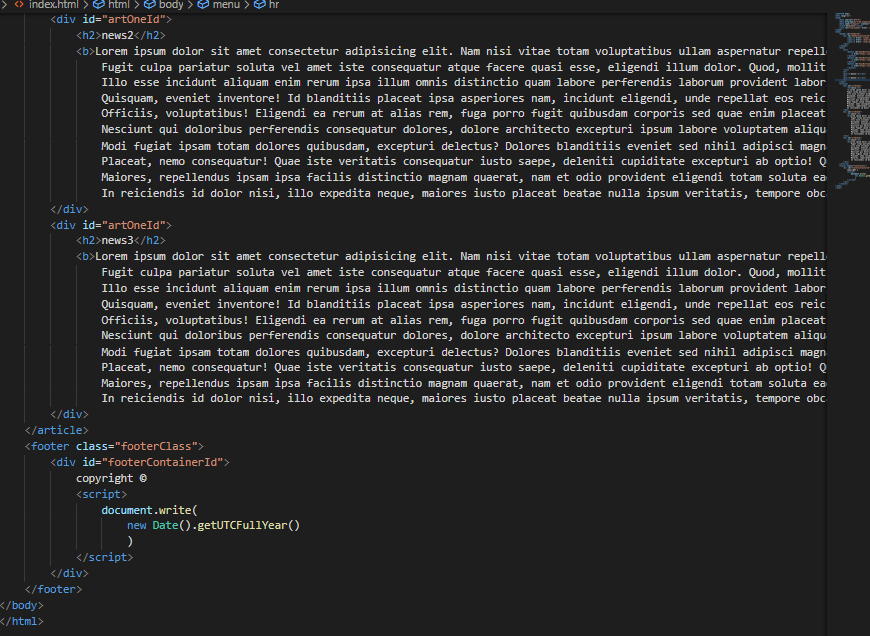 index.html > html > body > menu > hr
<div id="artOneId">
<h2>news2</h2>
<b>Lorem ipsum dolor sit amet consectetur adipisicing elit. Nam nisi vitae totam voluptatibus ullam aspernatur repell
Fugit culpa pariatur soluta vel amet iste consequatur atque facere quasi esse, eligendi illum dolor. Quod, mollit
Illo esse incidunt aliquam enim rerum ipsa illum omnis distinctio quam labore perferendis laborum provident labor
Quisquam, eveniet inventore! Id blanditiis placeat ipsa asperiores nam, incidunt eligendi, unde repellat eos reic
Officiis, voluptatibus! Eligendi ea rerum at alias rem, fuga porro fugit quibusdam corporis sed quae enim placeat
Nesciunt qui doloribus perferendis consequatur dolores, dolore architecto excepturi ipsum labore voluptatem aliqu
Modi fugiat ipsam totam dolores quibusdam, excepturi delectus? Dolores blanditiis eveniet sed nihil adipisci magn
Placeat, nemo consequatur! Quae iste veritatis consequatur iusto saepe, deleniti cupiditate excepturi ab optio! Q
Maiores, repellendus ipsam ipsa facilis distinctio magnam quaerat, nam et odio provident eligendi totam soluta ea
In reiciendis id dolor nisi, illo expedita neque, maiores iusto placeat beatae nulla ipsum veritatis, tempore obc
</div>
<div id="artOneId">
<h2>news3</h2>
<b>Lorem ipsum dolor sit amet consectetur adipisicing elit. Nam nisi vitae totam voluptatibus ullam aspernatur repell
Fugit culpa pariatur soluta vel amet iste consequatur atque facere quasi esse, eligendi illum dolor. Quod, mollit
Illo esse incidunt aliquam enim rerum ipsa illum omnis distinctio quam labore perferendis laborum provident labor
Quisquam, eveniet inventore! Id blanditiis placeat ipsa asperiores nam, incidunt eligendi, unde repellat eos reic
Officiis, voluptatibus! Eligendi ea rerum at alias rem, fuga porro fugit quibusdam corporis sed quae enim placeat
Nesciunt qui doloribus perferendis consequatur dolores, dolore architecto excepturi ipsum labore voluptatem aliqu
Modi fugiat ipsam totam dolores quibusdam, excepturi delectus? Dolores blanditiis eveniet sed nihil adipisci magn
Placeat, nemo consequatur! Quae iste veritatis consequatur iusto saepe, deleniti cupiditate excepturi ab optio! Q
Maiores, repellendus ipsam ipsa facilis distinctio magnam quaerat, nam et odio provident eligendi totam soluta ea
In reiciendis id dolor nisi, illo expedita neque, maiores iusto placeat beatae nulla ipsum veritatis, tempore obc
</div>
</article>
<footer class="footerClass">
<div id="footerContainerId">
copyright ©
<script>
document.write(
new Date().getUTCFullYear()
)
</script>
</div>
</footer>
</body>
</html>